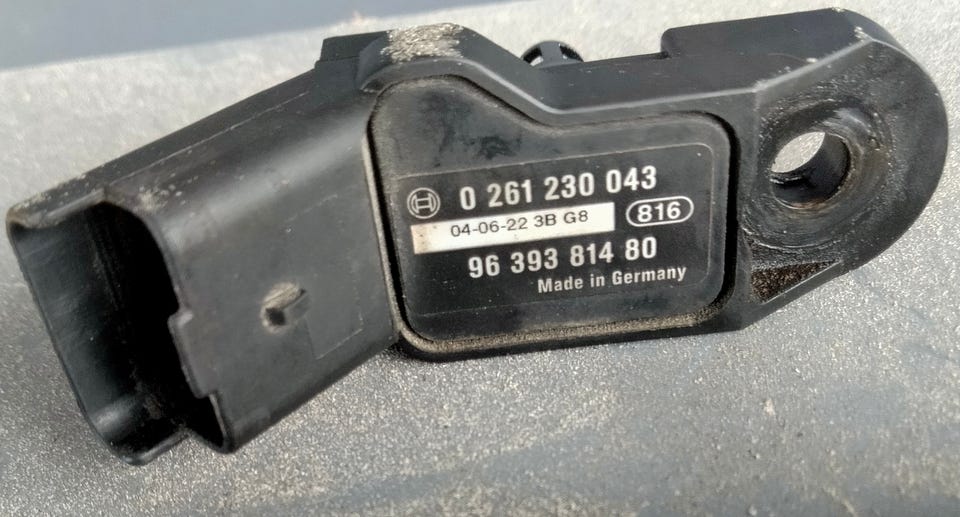 0 261 230 043
04-06-22 3B G8 816
96 393 814 80
Made in Germany